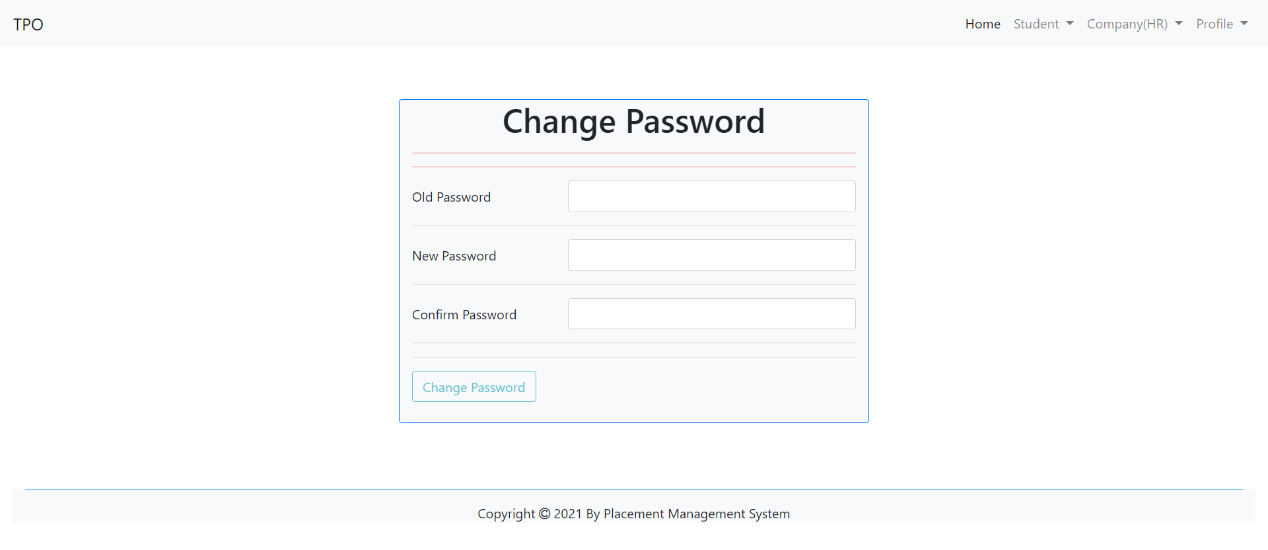 TPO Home Student Company(HR) Profile
Change Password
Old Password
New Password
Confirm Password
Change Password
Copyright © 2021 By Placement Management System